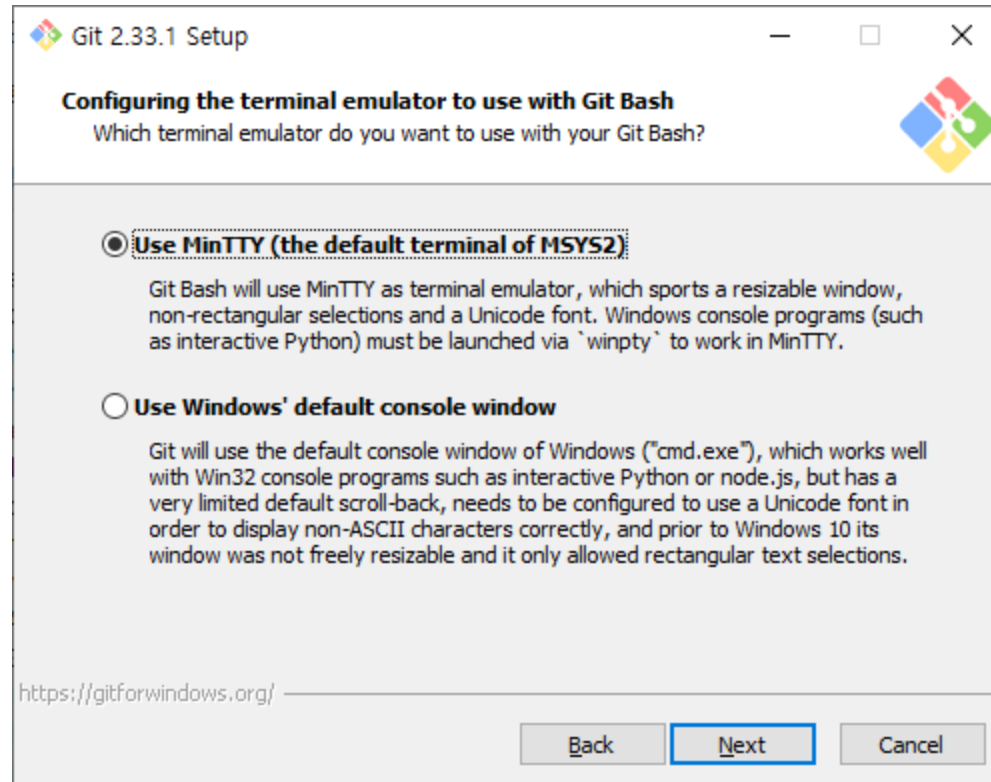 Git 2.33.1 Setup
Configuring the terminal emulator to use with Git Bash
Which terminal emulator do you want to use with your Git Bash?
Use MinTTY (the default terminal of MSYS2)
Git Bash will use MinTTY as terminal emulator, which sports a resizable window,
non-rectangular selections and a Unicode font. Windows console programs (such
as interactive Python) must be launched via `winpty` to work in MinTTY.
Use Windows' default console window
Git will use the default console window of Windows ("cmd.exe"), which works well
with Win32 console programs such as interactive Python or node.js, but has a
very limited default scroll-back, needs to be configured to use a Unicode font in
order to display non-ASCII characters correctly, and prior to Windows 10 its
window was not freely resizable and it only allowed rectangular text selections.
https://gitforwindows.org/
Back Next Cancel